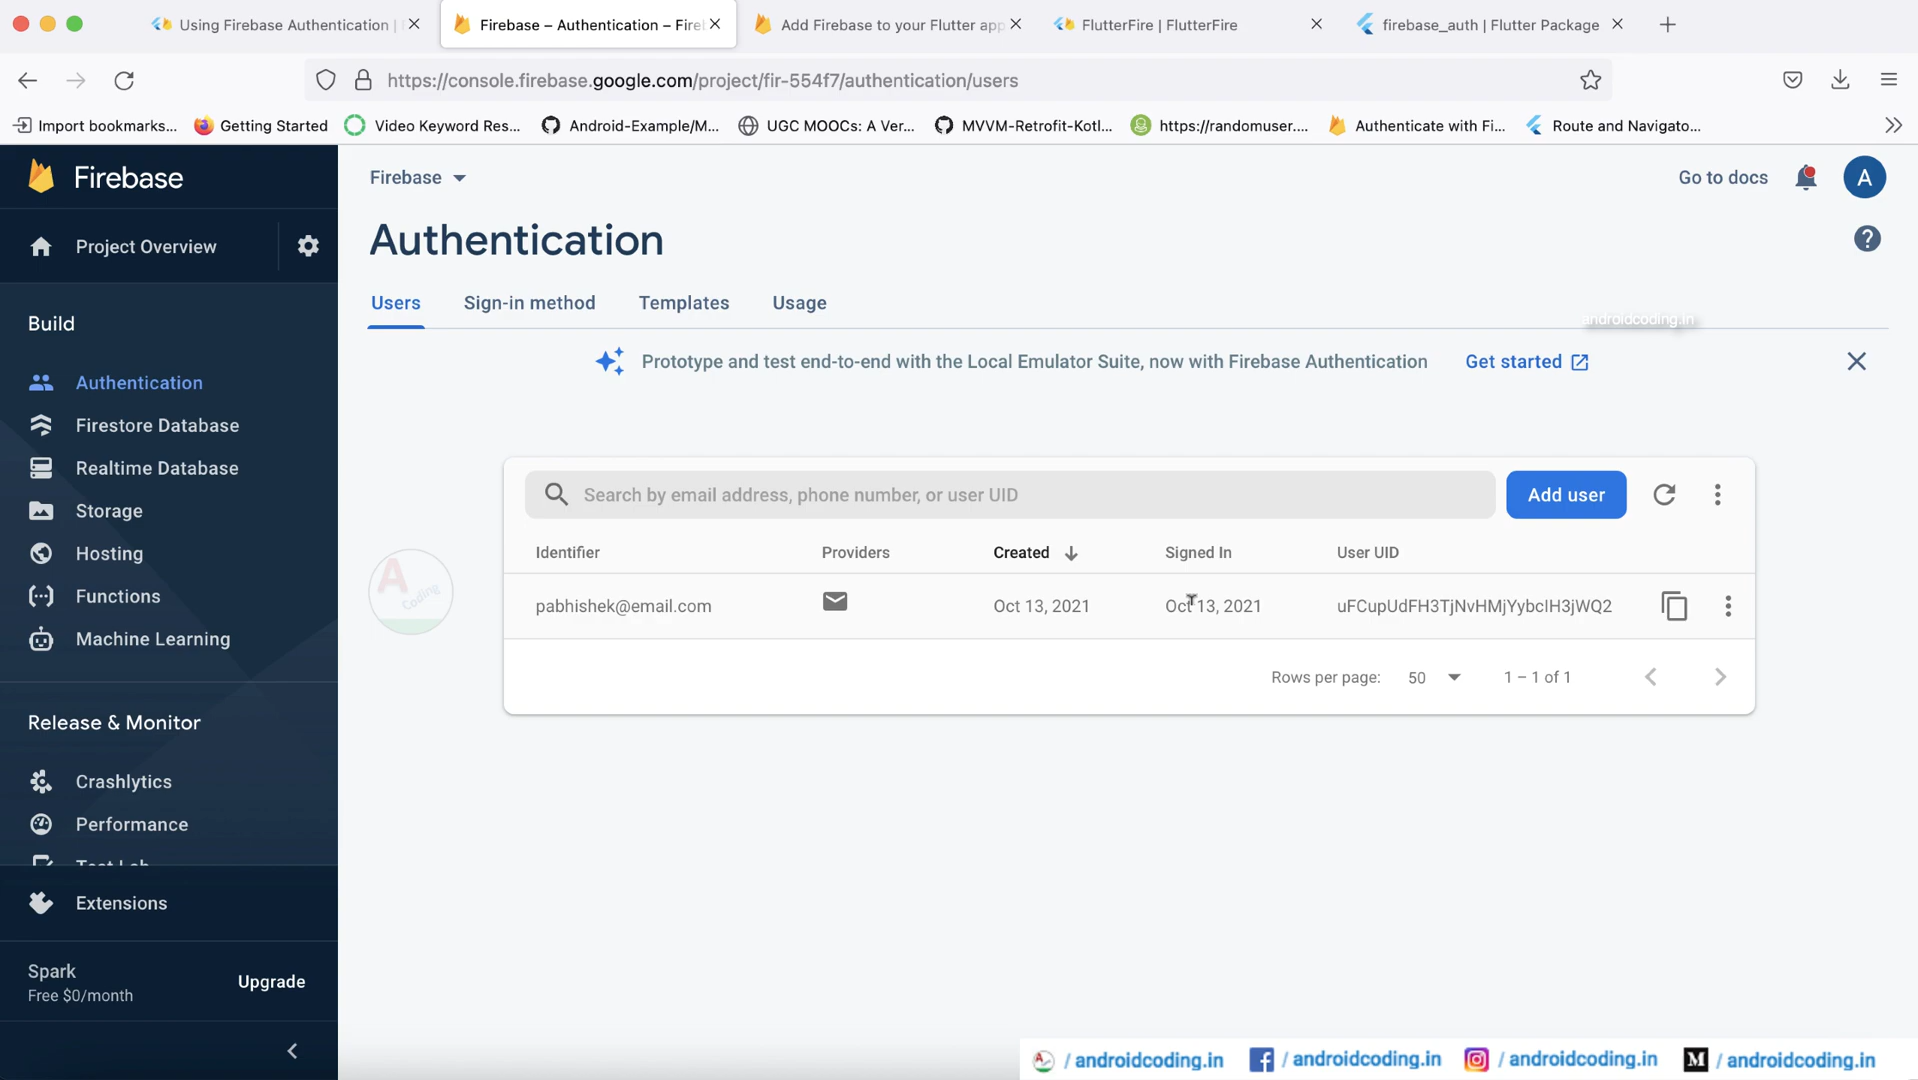 Using Firebase Authentication |
Firebase – Authentication – Fire
Add Firebase to your Flutter app
FlutterFire | FlutterFire
firebase_auth | Flutter Package
https://console.firebase.google.com/project/fir-554f7/authentication/users
Import bookmarks...
Getting Started
Video Keyword Res...
Android-Example/M...
UGC MOOCs: A Ver...
MVVM-Retrofit-Kotl...
https://randomuser....
Authenticate with Fi...
Route and Navigato...
Firebase
Firebase
Go to docs
A
Project Overview
Authentication
Users
Sign-in method
Templates
Usage
androidcoding.in
Build
Prototype and test end-to-end with the Local Emulator Suite, now with Firebase Authentication
Get started
Authentication
Firestore Database
Realtime Database
Storage
Hosting
Functions
Machine Learning
Search by email address, phone number, or user UID
Add user
Identifier
Providers
Created
Signed In
User UID
A Coding
pabhishek@email.com
Oct 13, 2021
Oct 13, 2021
uFCupUdFH3TjNvHMjYybclH3jWQ2
Rows per page:
50
1 – 1 of 1
Release & Monitor
Crashlytics
Performance
Test Lab
Extensions
Spark
Free $0/month
Upgrade
/ androidcoding.in
/ androidcoding.in
/ androidcoding.in
/ androidcoding.in